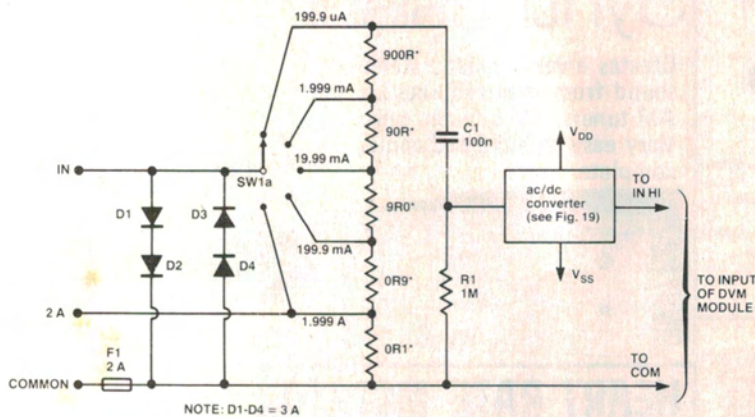 199.9 uA
900R*
1.999 mA
90R*
C1
100n
VDD
IN
SW1a
19.99 mA
ac/dc
converter
(see Fig. 19)
TO
IN HI
D1
D3
9R0*
D2
D4
199.9 mA
R1
1M
VSS
TO INPUT
OF DVM
MODULE
0R9*
2 A
1.999 A
F1
2 A
0R1*
TO
COM
COMMON
NOTE: D1-D4 = 3 A